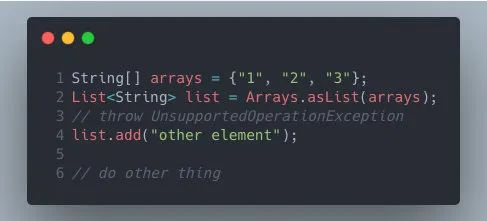 1 String[] arrays = {"1", "2", "3"};
2 List<String> list = Arrays.asList(arrays);
3 // throw UnsupportedOperationException
4 list.add("other element");
5
6 // do other thing